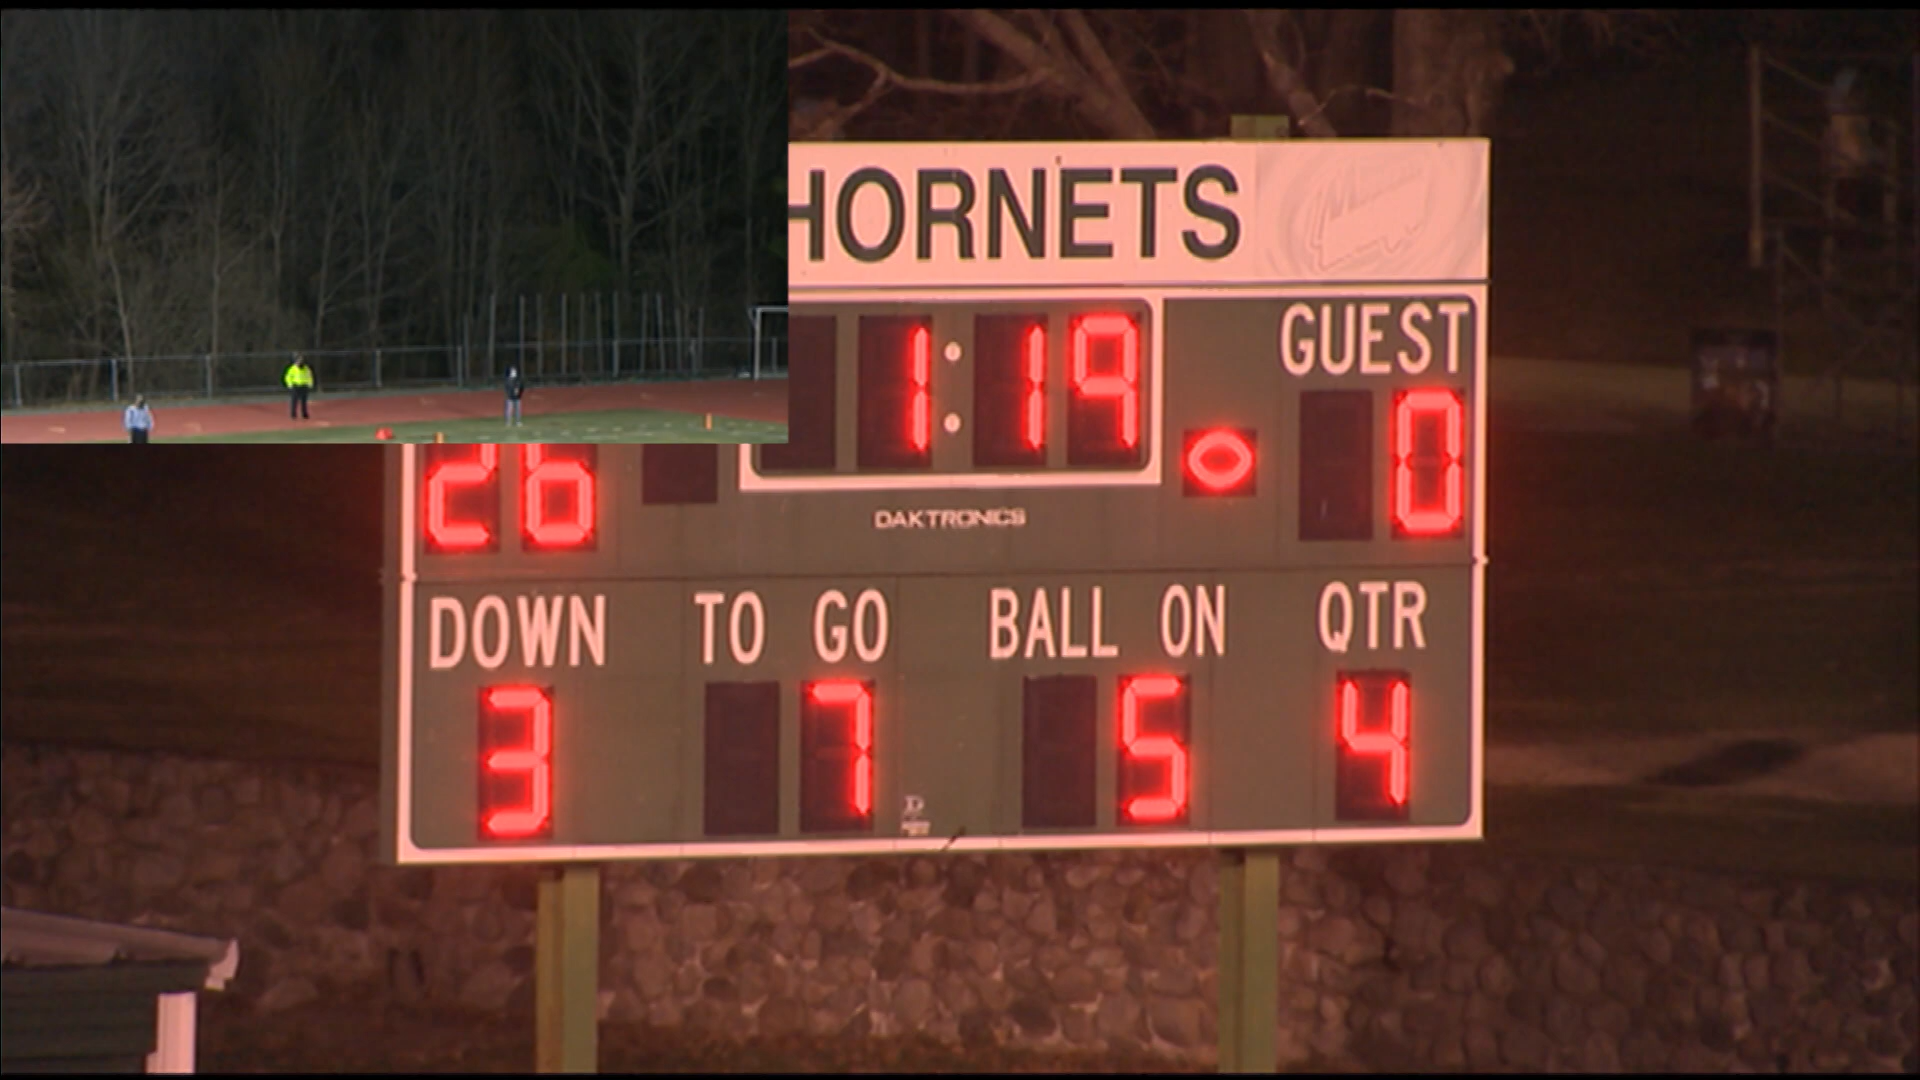 HORNETS
1:19
GUEST
26
0
DAKTRONICS
DOWN TO GO BALL ON QTR
3 7 5 4